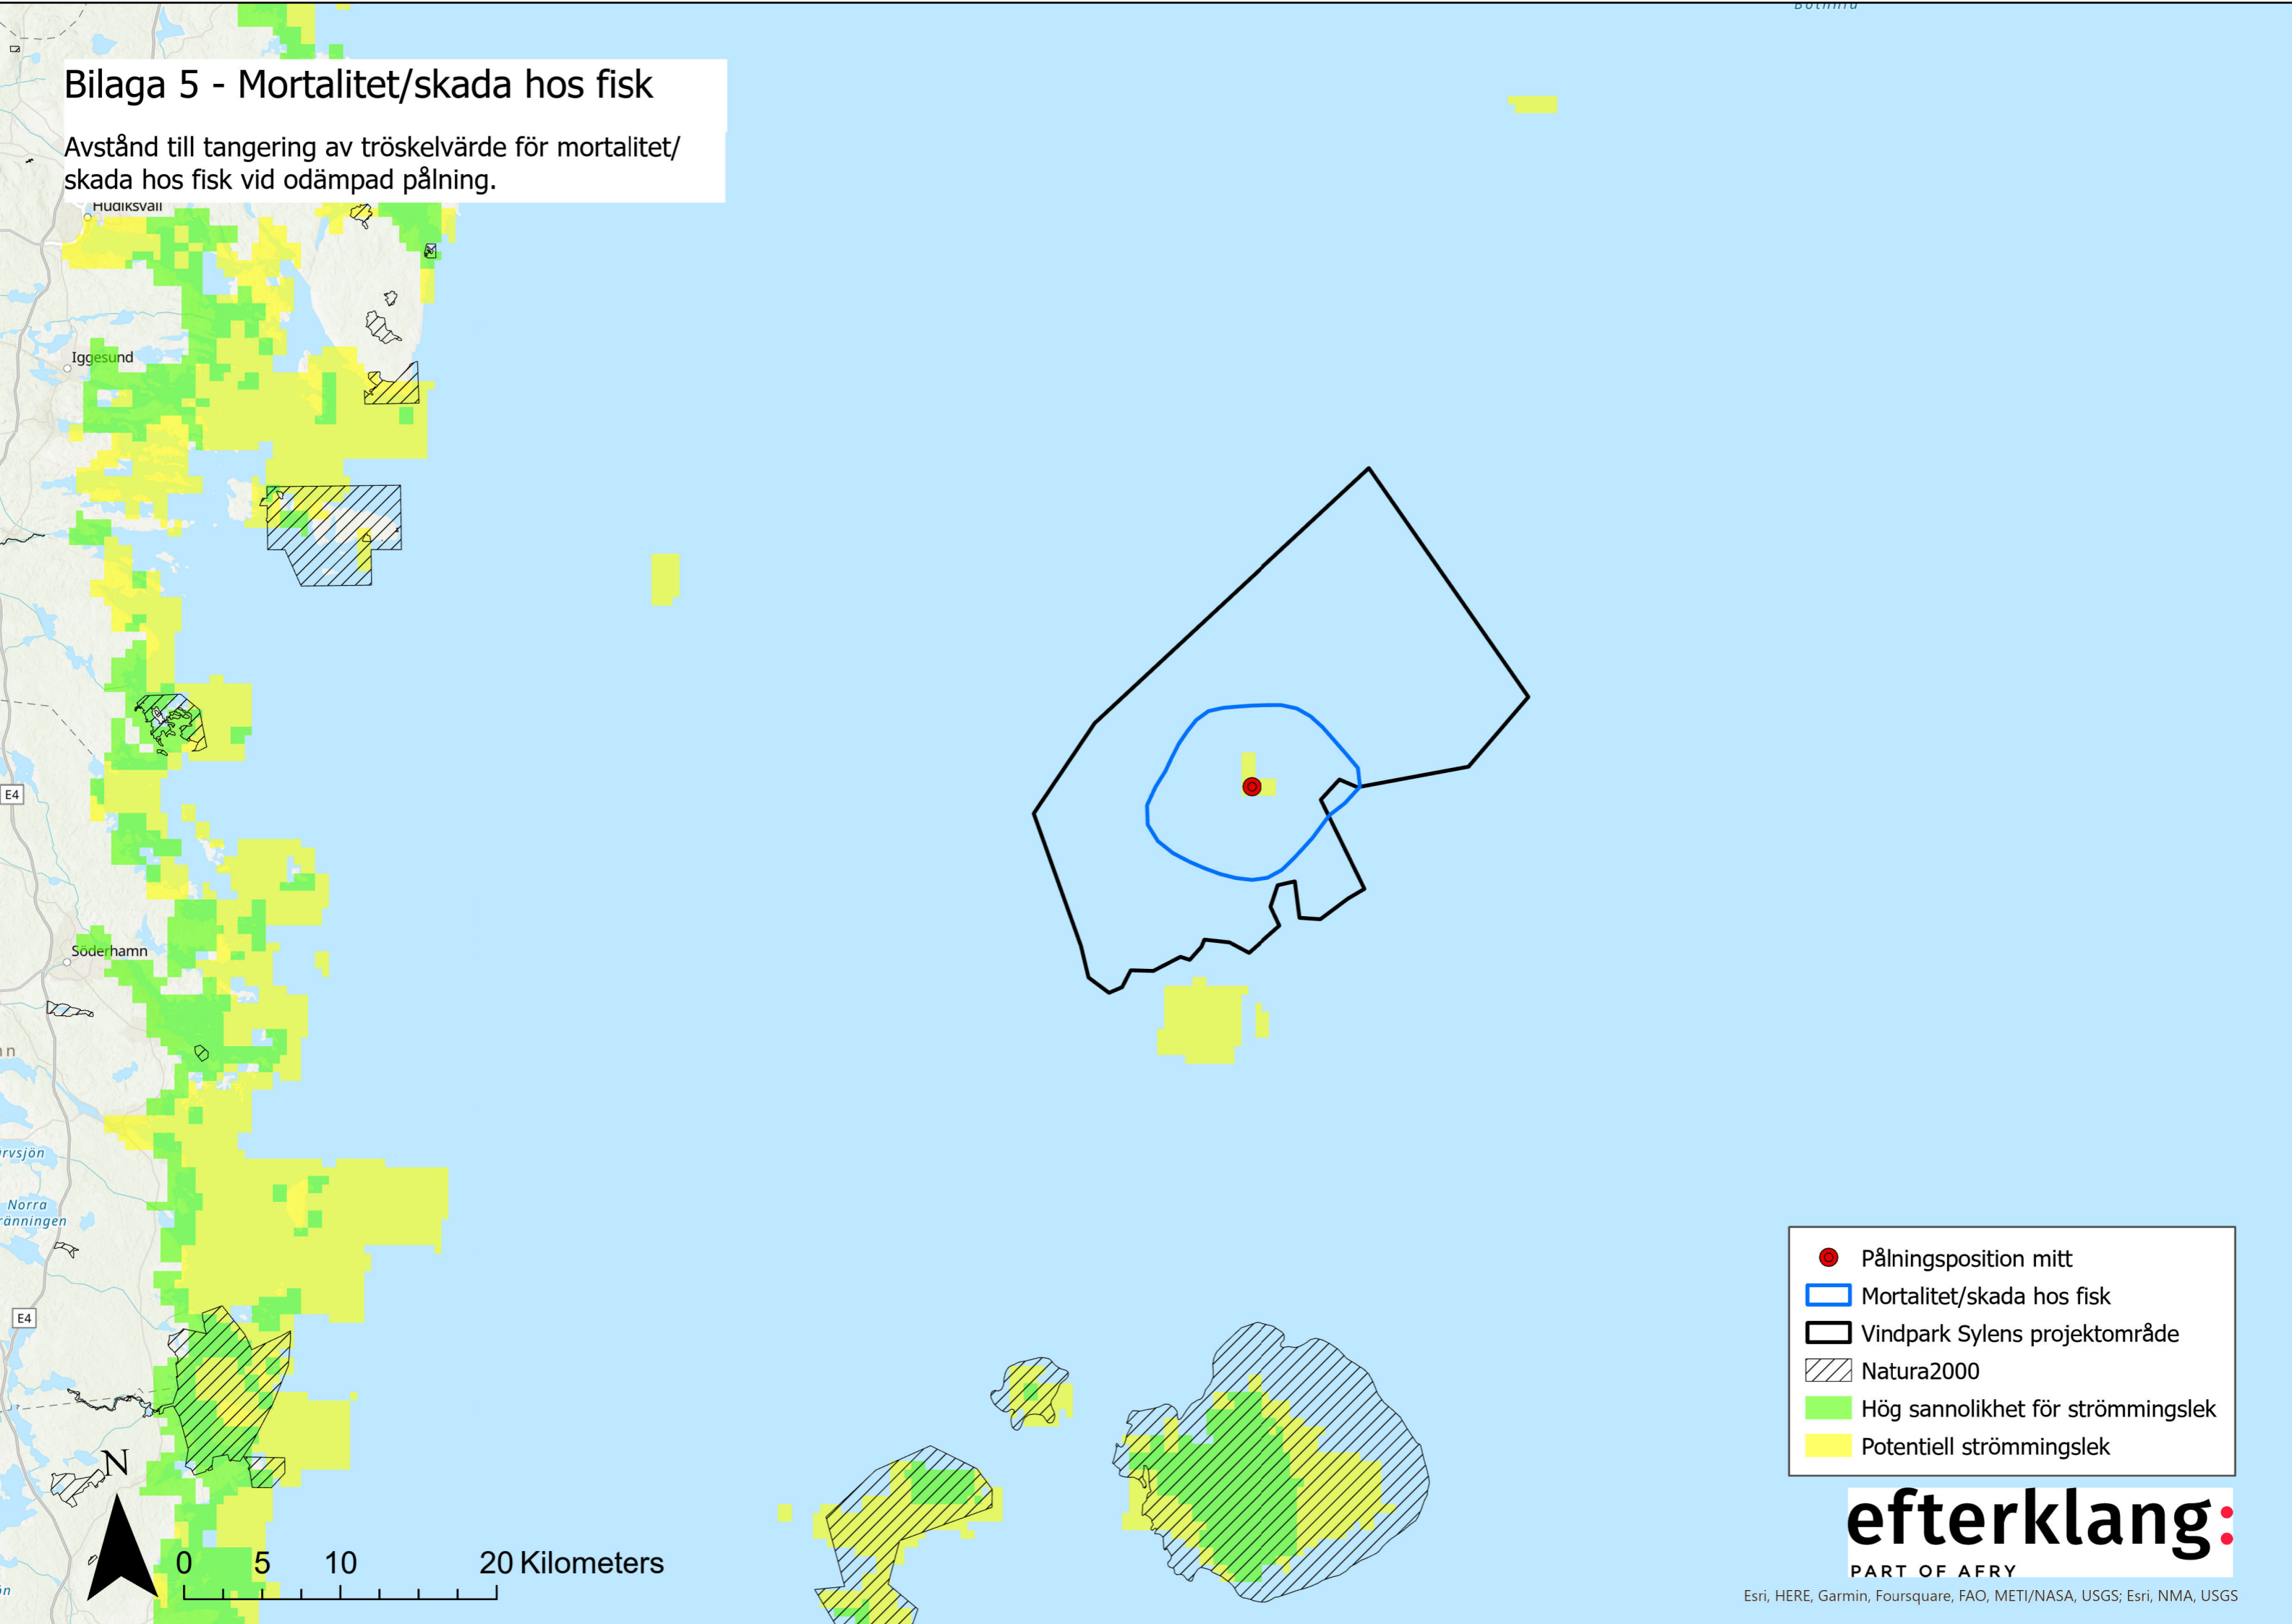 Bothnia
Bilaga 5 - Mortalitet/skada hos fisk
Avstånd till tangering av tröskelvärde för mortalitet/
skada hos fisk vid odämpad pålning.
Hudiksvall
Iggesund
E4
Söderhamn
Norra
E4
N
0 5 10 20 Kilometers
Pålningsposition mitt
Mortalitet/skada hos fisk
Vindpark Sylens projektområde
Natura2000
Hög sannolikhet för strömmingslek
Potentiell strömmingslek
efterklang:
PART OF AFRY
Esri, HERE, Garmin, Foursquare, FAO, METI/NASA, USGS; Esri, NMA, USGS